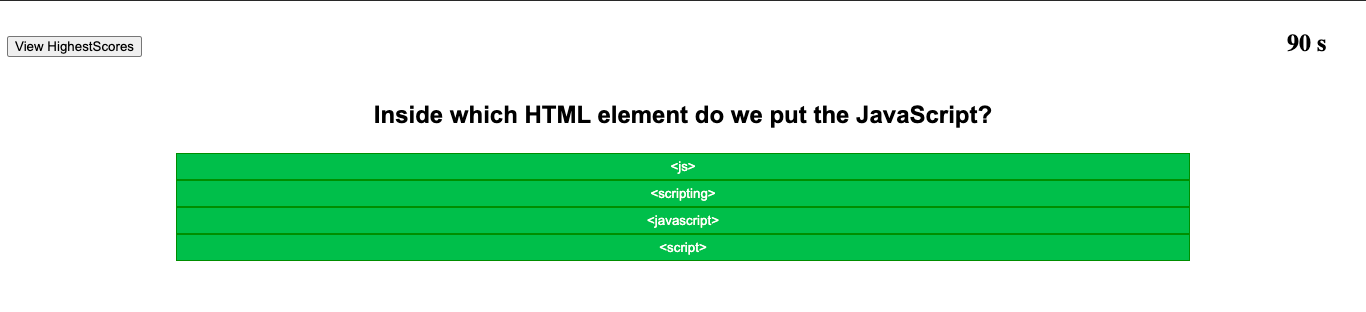 View HighestScores
90 s
Inside which HTML element do we put the JavaScript?
<js>
<scripting>
<javascript>
<script>